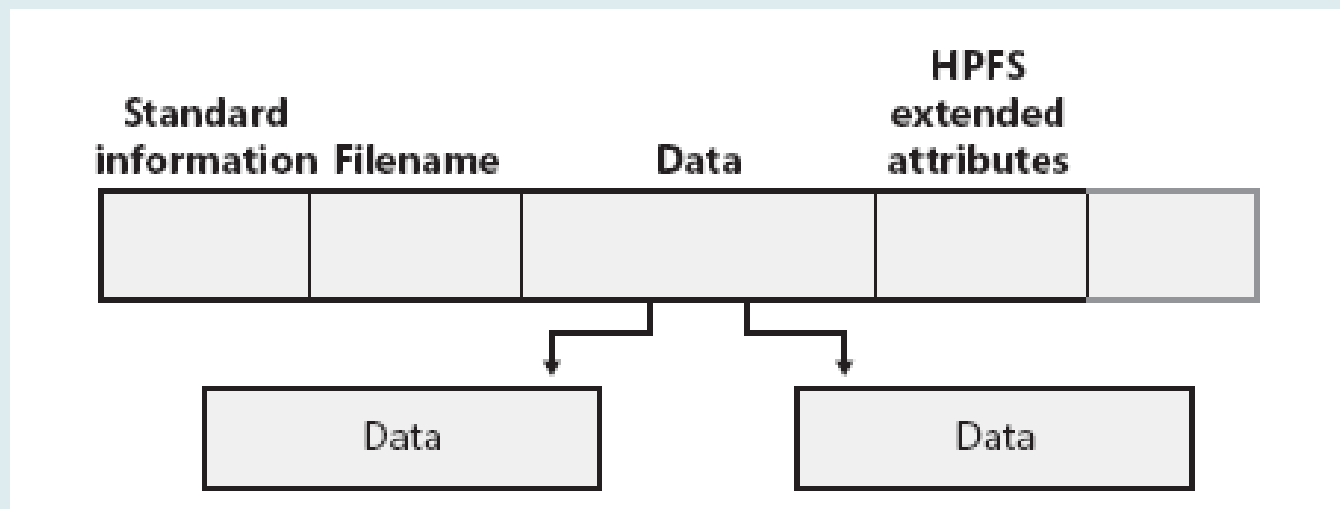 Standard
information
Filename
Data
HPFS
extended
attributes
Data
Data